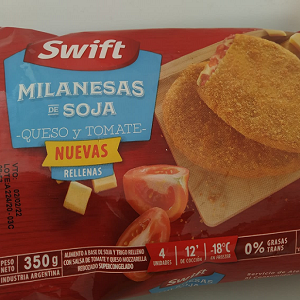 Swift
MILANESAS
DE SOJA
-QUESO y TOMATE-
NUEVAS
RELLENAS
PESO
NETO 350g
INDUSTRIA ARGENTINA
ALIMENTO A BASE DE SOJA Y TRIGO RELLENO
CON SALSA DE TOMATE Y QUESO MOZZARELLA
REBOZADO SUPERCONGELADO
4
UNIDADES
12'
DE COCCIÓN
-18°C
0% GRASAS
TRANS